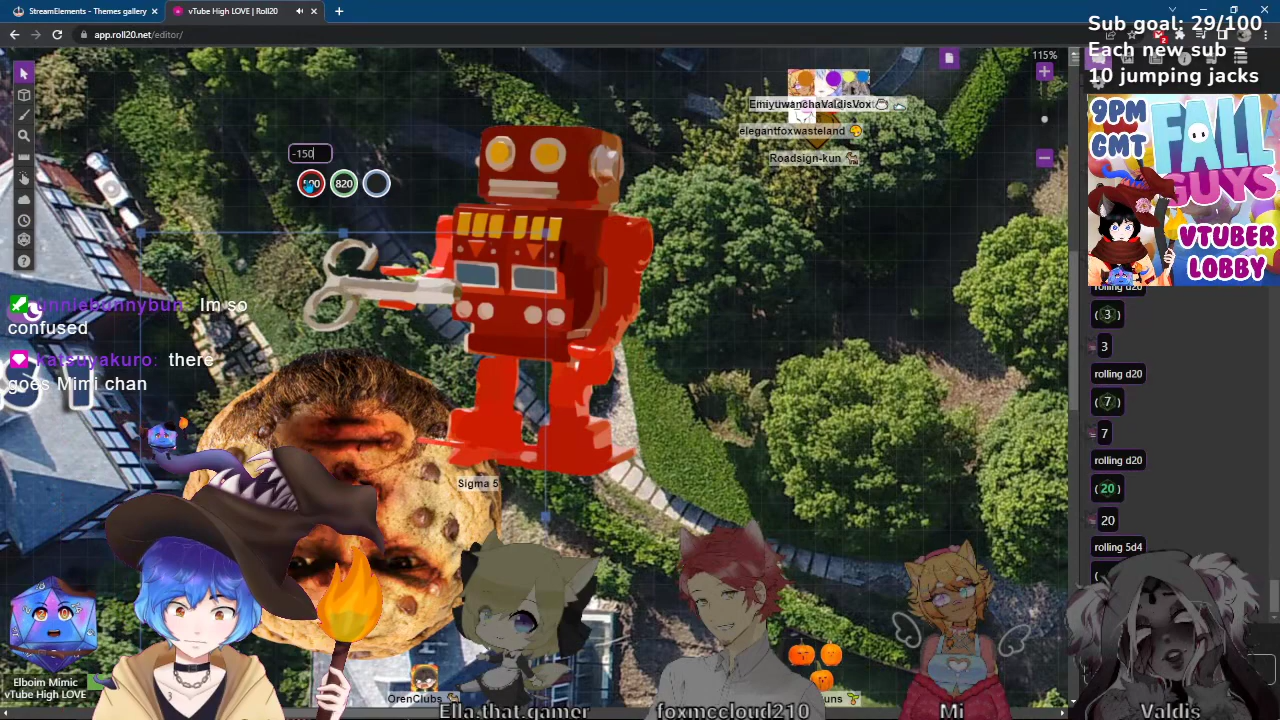 StreamElements - Themes gallery
vTube High LOVE | Roll20
app.roll20.net/editor/
Sub goal: 29/100
Each new sub =
10 jumping jacks
115%
9PM
GMT
FALL
GUYS
VTUBER
LOBBY
EmiyuwanchaValdisVox
elegantfoxwasteland
Roadsign-kun
-150
820
unniebunnybun: Im so
confused
katsuyakuro: there
goes Mimi chan
Sigma 5
rolling d20
(3)
3
rolling d20
(7)
7
rolling d20
(20)
20
rolling 5d4
(
Elboim Mimic
vTube High LOVE
OrenClubs
Ella.that.gamer
foxmccloud210
Mi
uns
Valdis